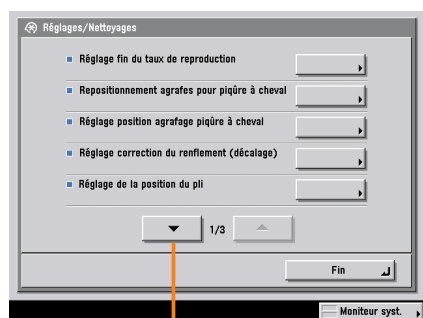 Réglages/Nettoyages
Réglage fin du taux de reproduction
Repositionnement agrafes pour piqûre à cheval
Réglage position agrafage piqûre à cheval
Réglage correction du renflement (décalage)
Réglage de la position du pli
1/3
Fin
Moniteur syst.